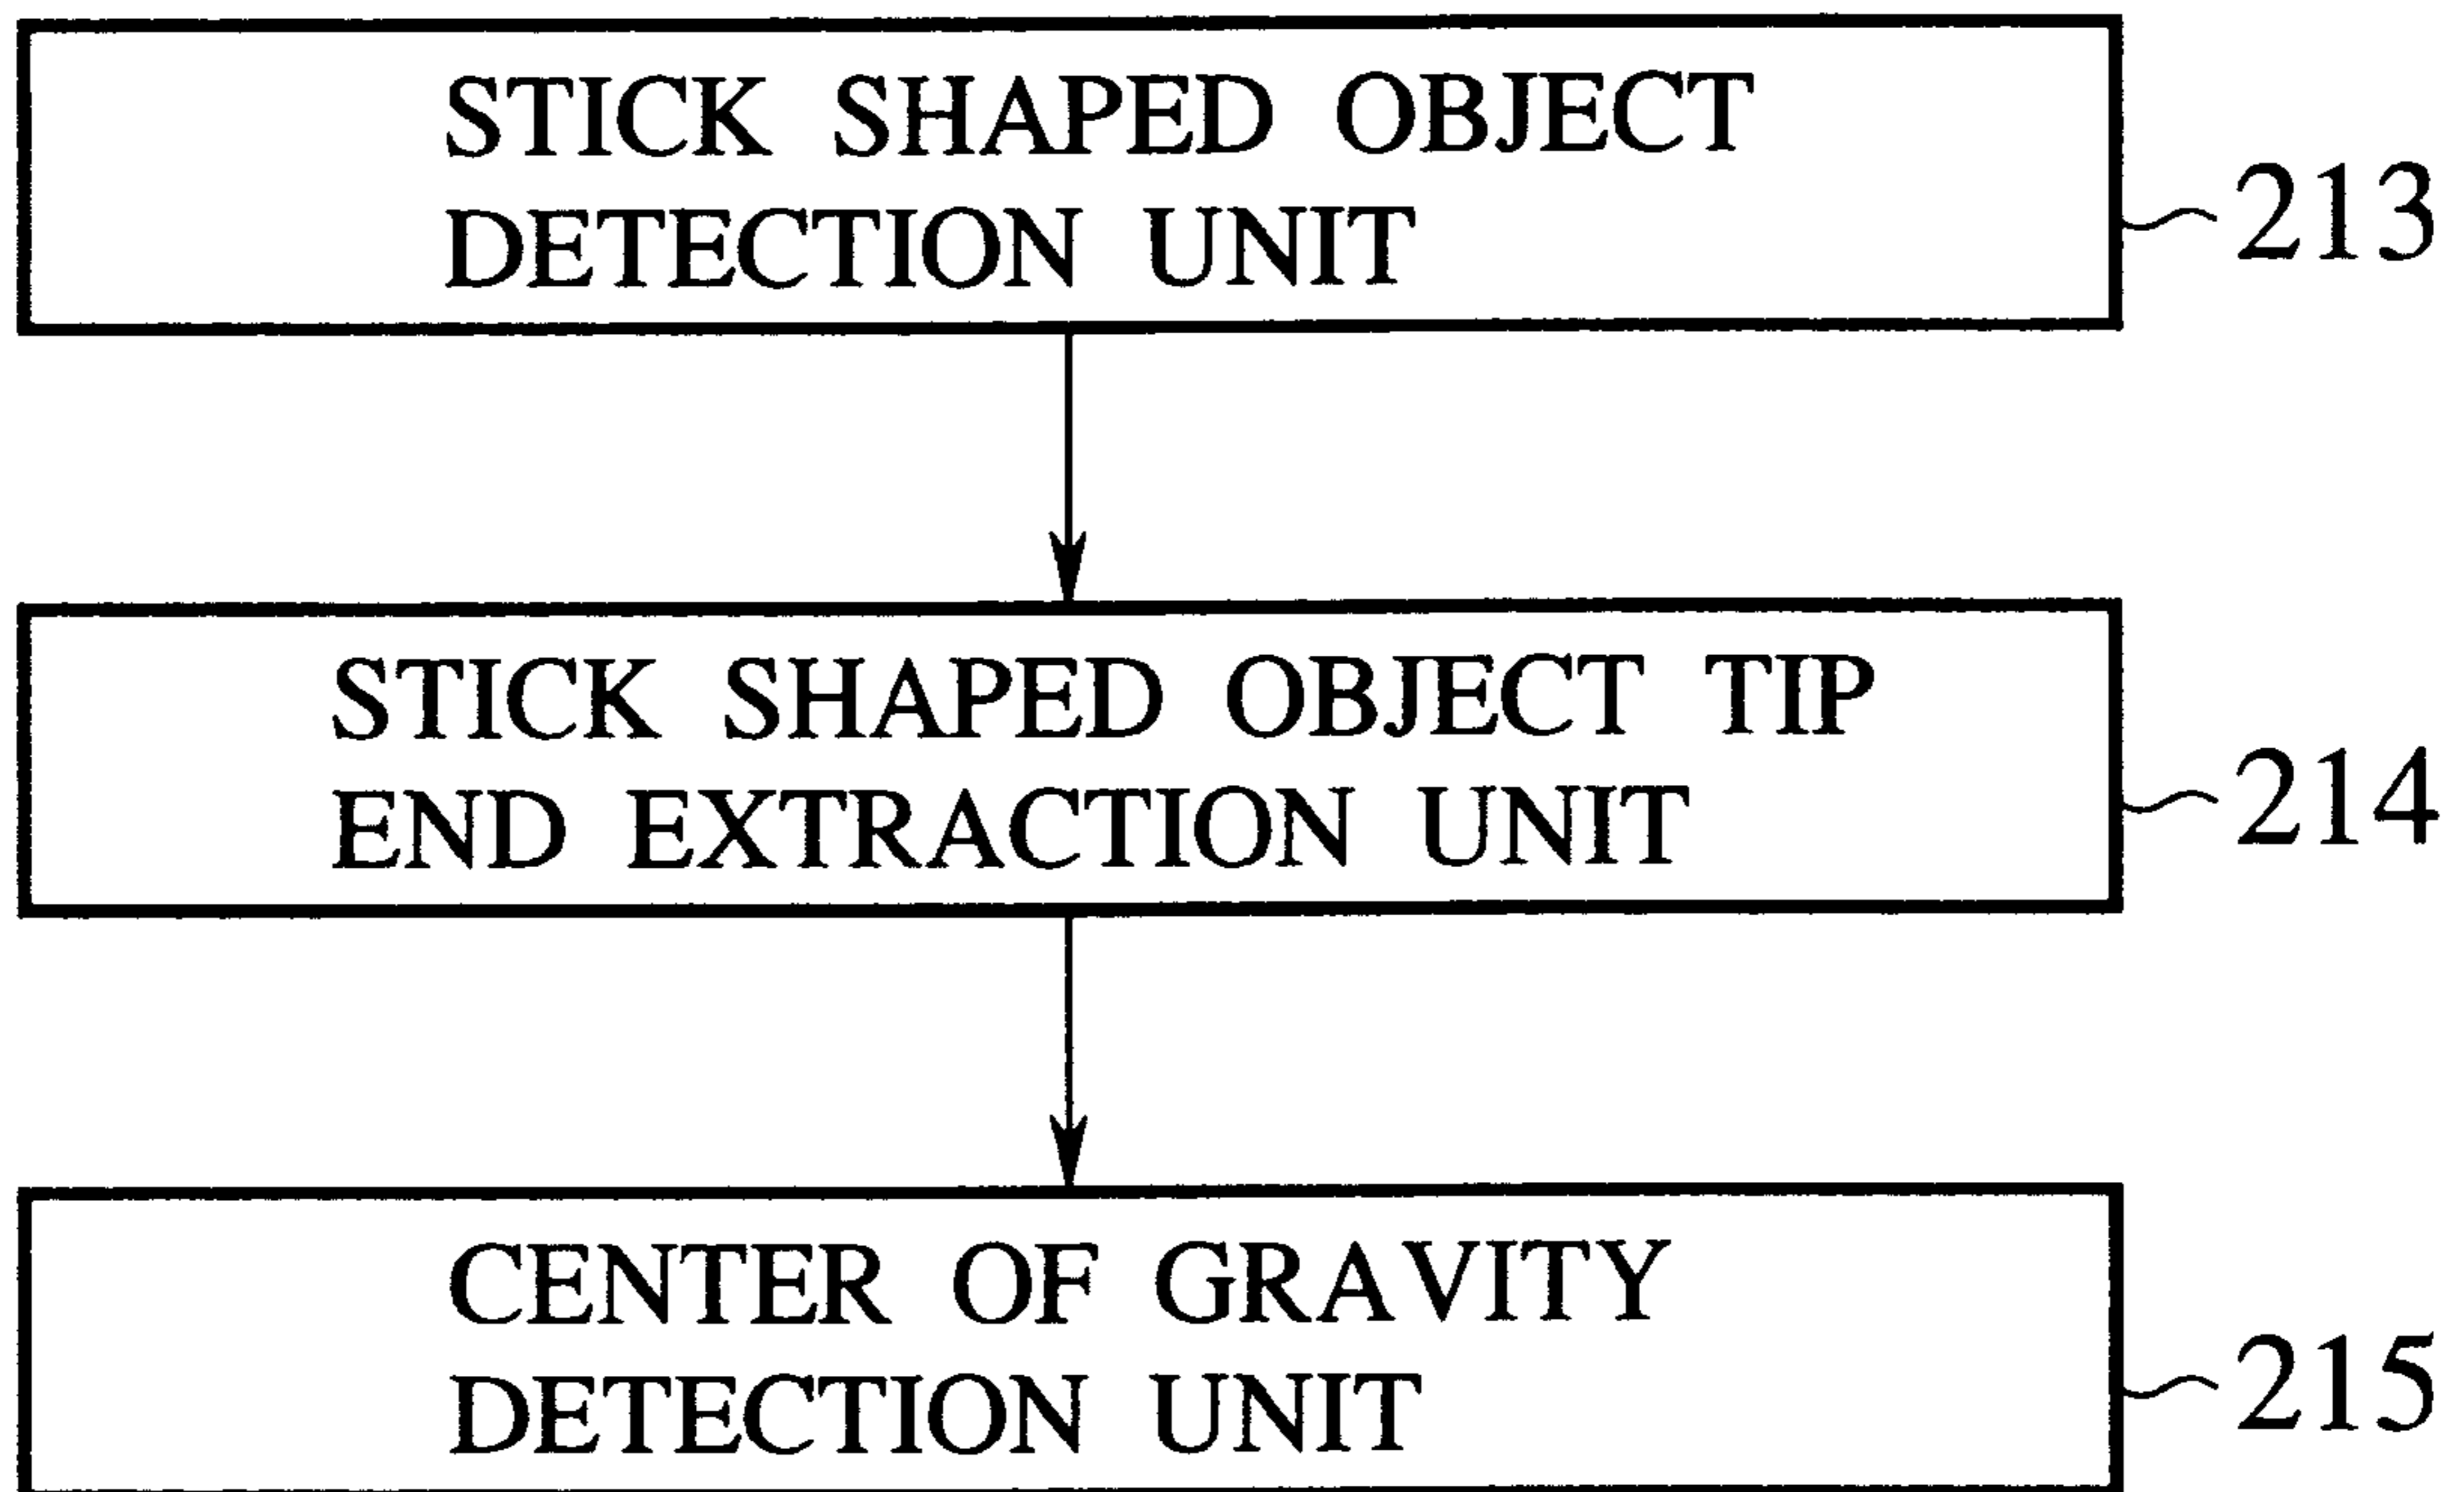 STICK SHAPED OBJECT
DETECTION UNIT
213
STICK SHAPED OBJECT TIP
END EXTRACTION UNIT
214
CENTER OF GRAVITY
DETECTION UNIT
215